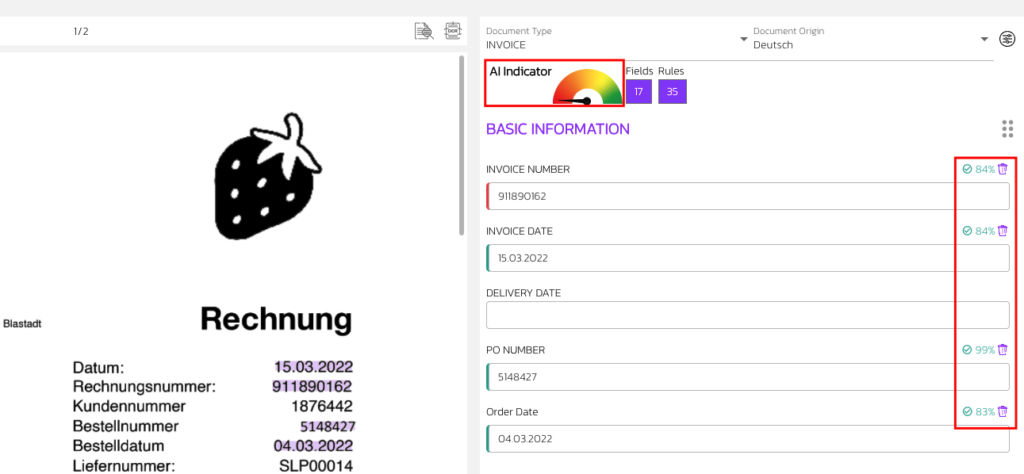 1/2
Blastadt
Rechnung
Datum: 15.03.2022
Rechnungsnummer: 911890162
Kundennummer 1876442
Bestellnummer 5148427
Bestelldatum 04.03.2022
Liefernummer: SLP00014
Document Type
INVOICE
Document Origin
Deutsch
AI Indicator
Fields Rules
17 35
BASIC INFORMATION
INVOICE NUMBER 84%
911890162
INVOICE DATE 84%
15.03.2022
DELIVERY DATE
PO NUMBER 99%
5148427
Order Date 83%
04.03.2022